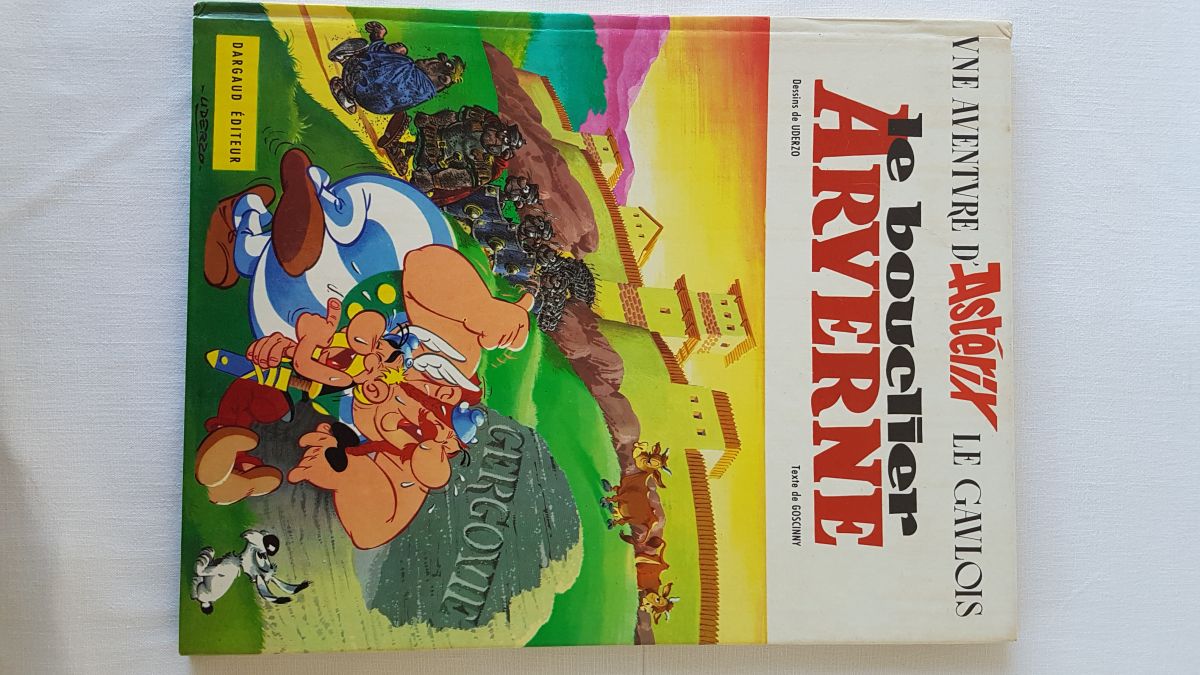 VNE AVENTVRE D'Astérix LE GAVLOIS
le bouclier
ARVERNE
Dessins de UDERZO
Texte de GOSCINNY
GERGOVIE
DARGAUD ÉDITEUR
-UDERZO-